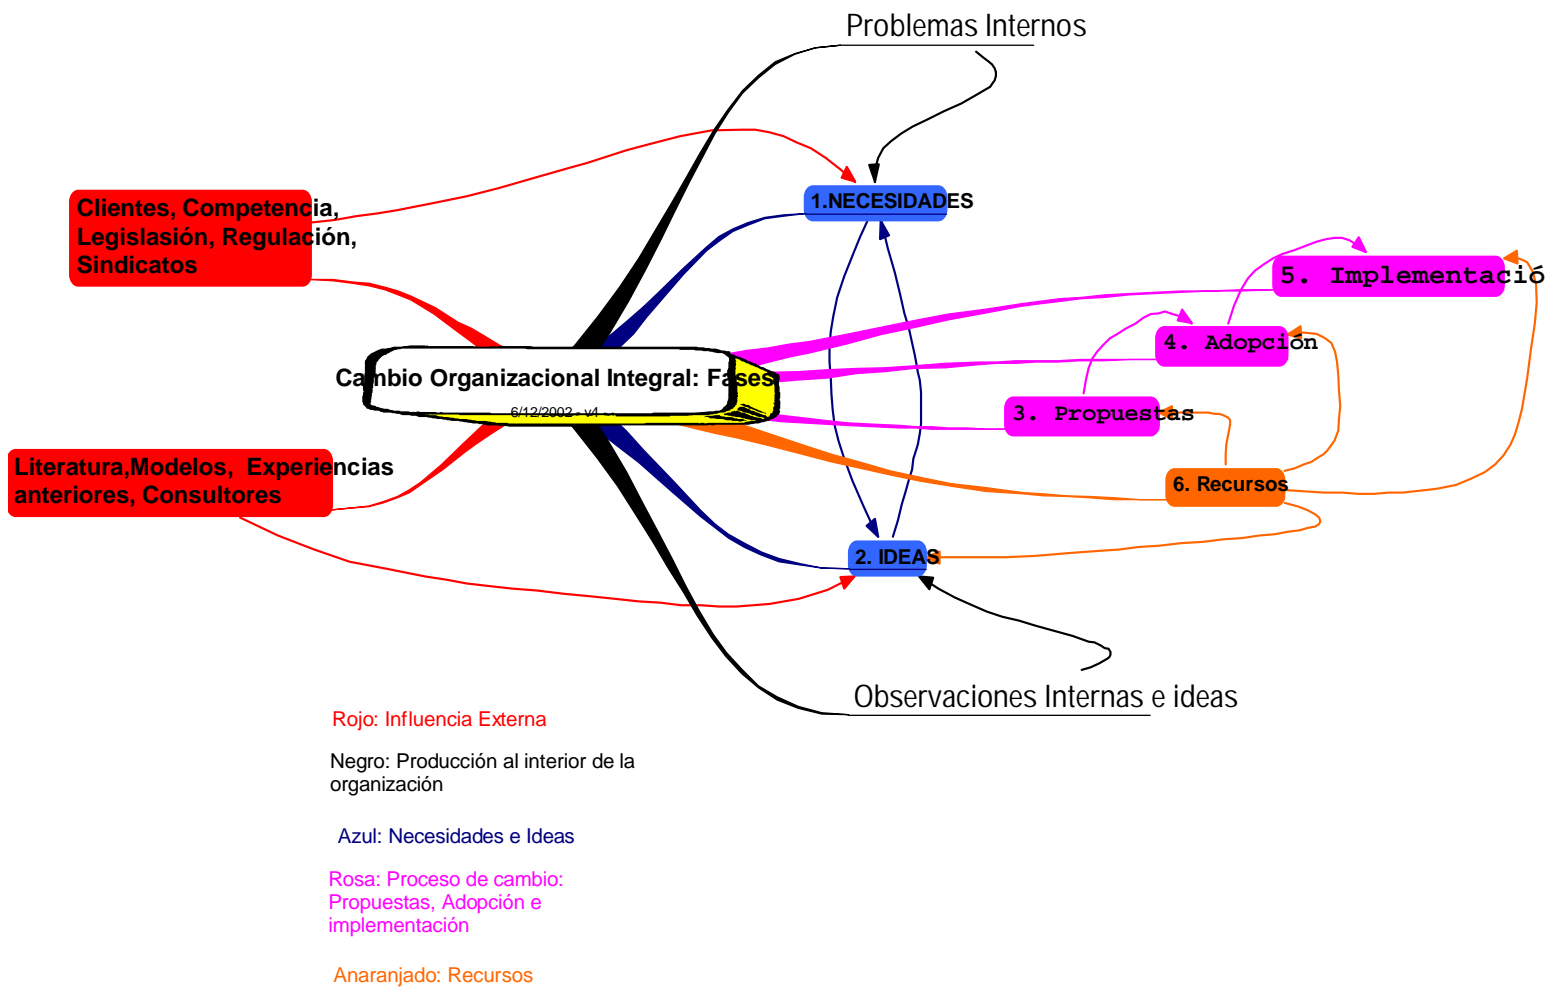 Problemas Internos
Clientes, Competencia,
Legislasión, Regulación,
Sindicatos
1.NECESIDADES
5. Implementació
4. Adopción
Cambio Organizacional Integral: Fases
6/12/2002 - v4
3. Propuestas
Literatura,Modelos, Experiencias
anteriores, Consultores
6. Recursos
2. IDEAS
Observaciones Internas e ideas
Rojo: Influencia Externa
Negro: Producción al interior de la
organización
Azul: Necesidades e Ideas
Rosa: Proceso de cambio:
Propuestas, Adopción e
implementación
Anaranjado: Recursos